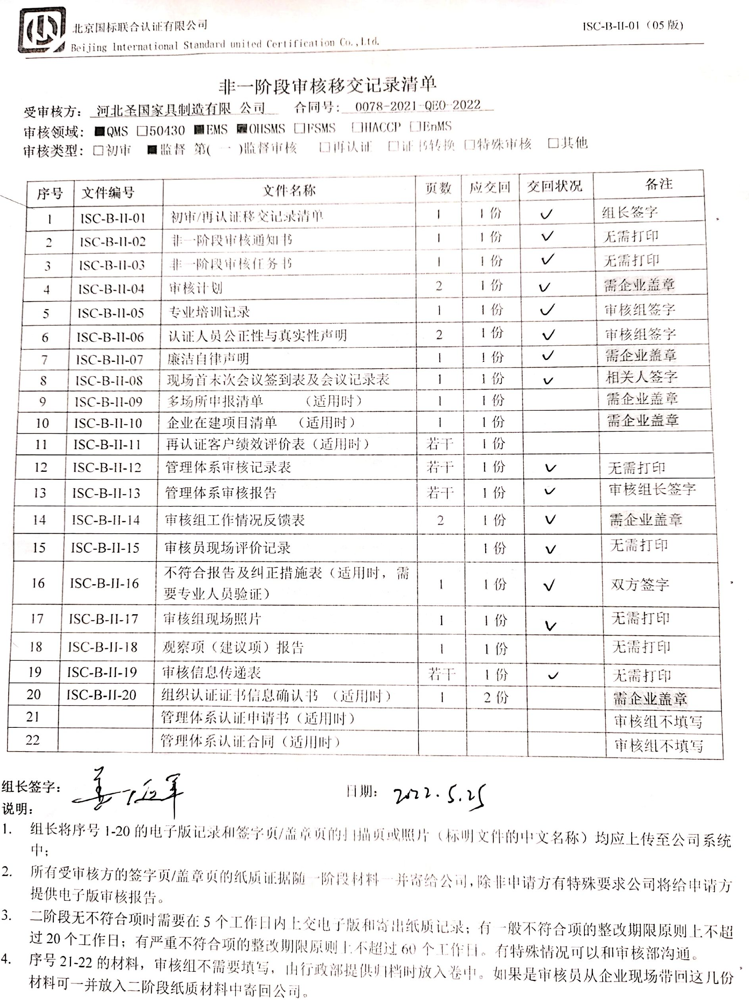 北京国标联合认证有限公司 ISC-B-II-01（05 版）
Beijing International Standard united Certification Co.,Ltd.
非一阶段审核移交记录清单
受审核方： 河北圣国家具制造有限 公司 合同号： 0078-2021-QEO-2022
审核领域：■QMS □50430 ■EMS ■OHSMS □FSMS □HACCP □EnMS
审核类型：□初审 ■监督 第( 一 )监督审核 □再认证 □证书转换 □特殊审核 □其他
序号 文件编号 文件名称 页数 应交回 交回状况 备注
1 ISC-B-II-01 初审/再认证移交记录清单 1 1 份 ✓ 组长签字
2 ISC-B-II-02 非一阶段审核通知书 1 1 份 ✓ 无需打印
3 ISC-B-II-03 非一阶段审核任务书 1 1 份 ✓ 无需打印
4 ISC-B-II-04 审核计划 2 1 份 ✓ 需企业盖章
5 ISC-B-II-05 专业培训记录 1 1 份 ✓ 审核组签字
6 ISC-B-II-06 认证人员公正性与真实性声明 2 1 份 ✓ 审核组签字
7 ISC-B-II-07 廉洁自律声明 1 1 份 ✓ 需企业盖章
8 ISC-B-II-08 现场首末次会议签到表及会议记录表 1 1 份 ✓ 相关人签字
9 ISC-B-II-09 多场所申报清单 （适用时） 1 1 份 需企业盖章
10 ISC-B-II-10 企业在建项目清单 （适用时） 1 1 份 需企业盖章
11 ISC-B-II-11 再认证客户绩效评价表（适用时） 若干 1 份
12 ISC-B-II-12 管理体系审核记录表 若干 1 份 ✓ 无需打印
13 ISC-B-II-13 管理体系审核报告 若干 1 份 ✓ 审核组长签字
14 ISC-B-II-14 审核组工作情况反馈表 2 1 份 ✓ 需企业盖章
15 ISC-B-II-15 审核员现场评价记录 1 份 ✓ 无需打印
16 ISC-B-II-16 不符合报告及纠正措施表（适用时，需 1 1 份 ✓ 双方签字
要专业人员验证）
17 ISC-B-II-17 审核组现场照片 1 1 份 ✓ 无需打印
18 ISC-B-II-18 观察项（建议项）报告 1 1 份 无需打印
19 ISC-B-II-19 审核信息传递表 若干 1 份 ✓ 无需打印
20 ISC-B-II-20 组织认证证书信息确认书 （适用时） 1 2 份 需企业盖章
21 管理体系认证申请书（适用时） 审核组不填写
22 管理体系认证合同（适用时） 审核组不填写
组长签字： 日期： 2022.5.25
说明：
1. 组长将序号 1-20 的电子版记录和签字页/盖章页的扫描页或照片（标明文件的中文名称）均应上传至公司系统
中；
2. 所有受审核方的签字页/盖章页的纸质证据随一阶段材料一并寄给公司，除非申请方有特殊要求公司将给申请方
提供电子版审核报告。
3. 二阶段无不符合项时需要在 5 个工作日内上交电子版和寄出纸质记录；有一般不符合项的整改期限原则上不超
过 20 个工作日；有严重不符合项的整改期限原则上不超过 60 个工作日。有特殊情况可以和审核部沟通。
4. 序号 21-22 的材料，审核组不需要填写，由行政部提供归档时放入卷中。如果是审核员从企业现场带回这几份
材料可一并放入二阶段纸质材料中寄回公司。